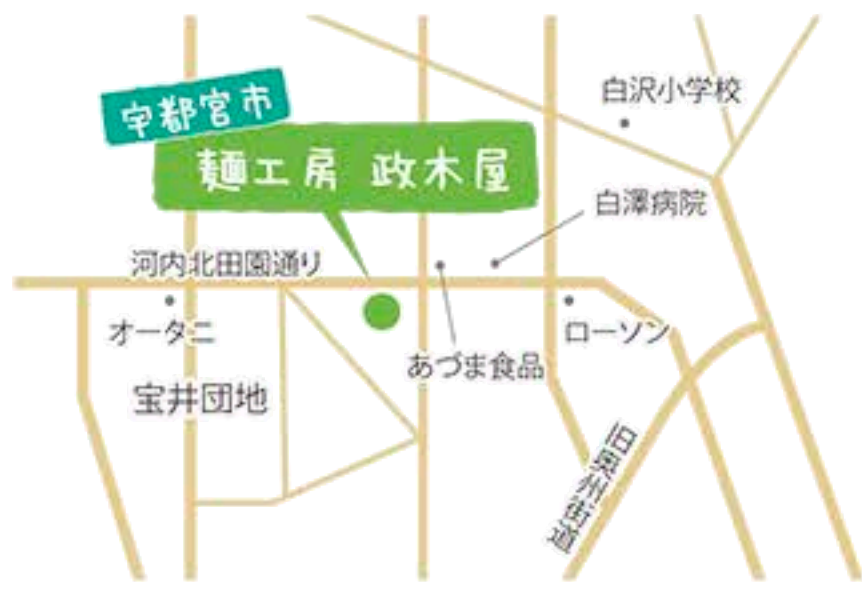 宇都宮市
麺工房 政木屋
白沢小学校
白澤病院
河内北田園通り
オータニ
ローソン
あづま食品
宝井団地
旧奥州街道